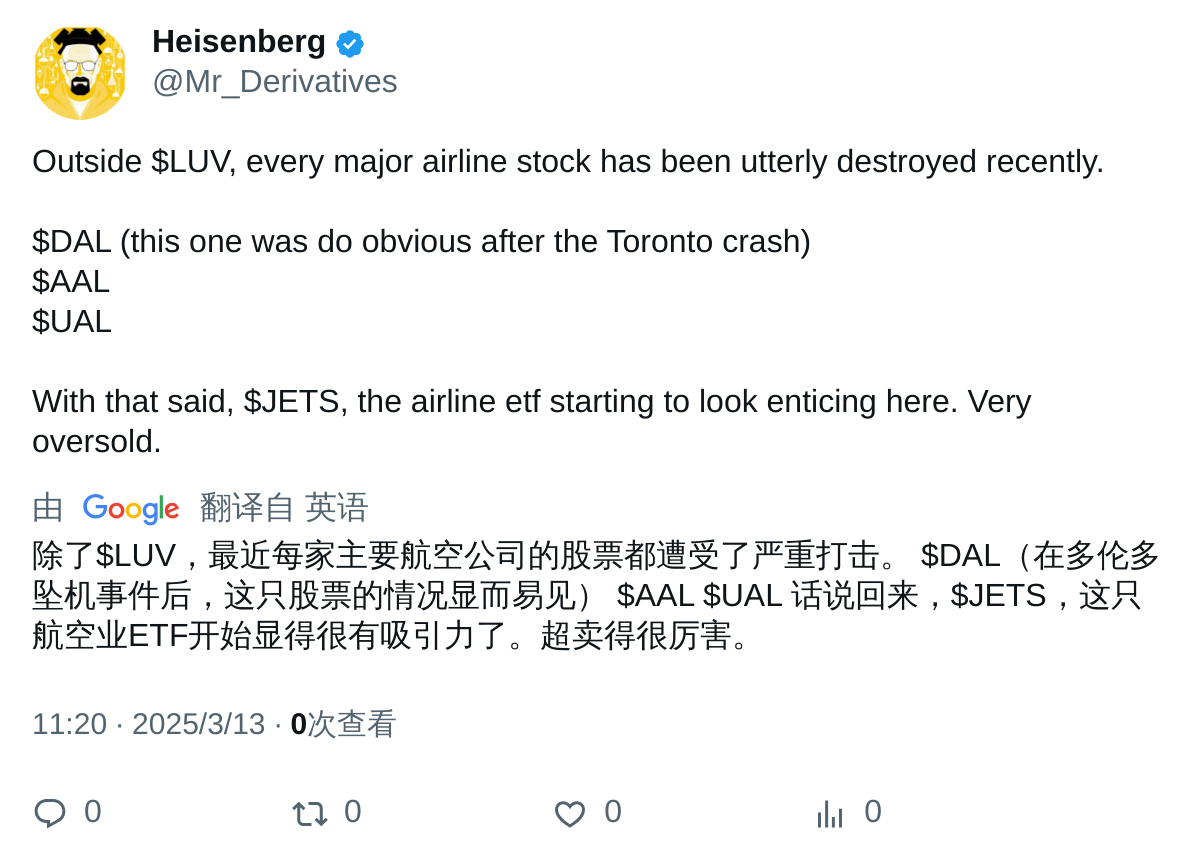 Heisenberg
@Mr_Derivatives
Outside $LUV, every major airline stock has been utterly destroyed recently.
$DAL (this one was do obvious after the Toronto crash)
$AAL
$UAL
With that said, $JETS, the airline etf starting to look enticing here. Very
oversold.
由 Google 翻译自 英语
除了$LUV，最近每家主要航空公司的股票都遭受了严重打击。 $DAL（在多伦多
坠机事件后，这只股票的情况显而易见） $AAL $UAL 话说回来，$JETS，这只
航空业ETF开始显得很有吸引力了。超卖得很厉害。
11:20 · 2025/3/13 · 0次查看
0 0 0 0